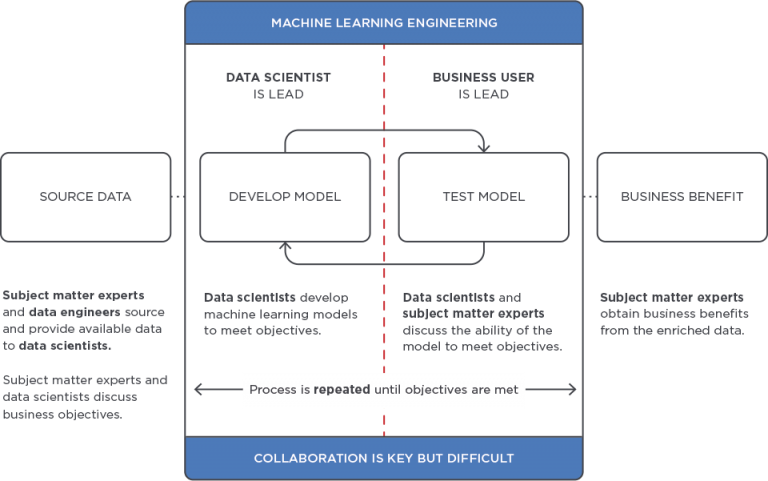 MACHINE LEARNING ENGINEERING
DATA SCIENTIST
IS LEAD
BUSINESS USER
IS LEAD
SOURCE DATA
DEVELOP MODEL
TEST MODEL
BUSINESS BENEFIT
Subject matter experts
and data engineers source
and provide available data
to data scientists.
Subject matter experts and
data scientists discuss
business objectives.
Data scientists develop
machine learning models
to meet objectives.
Data scientists and
subject matter experts
discuss the ability of the
model to meet objectives.
Subject matter experts
obtain business benefits
from the enriched data.
Process is repeated until objectives are met
COLLABORATION IS KEY BUT DIFFICULT